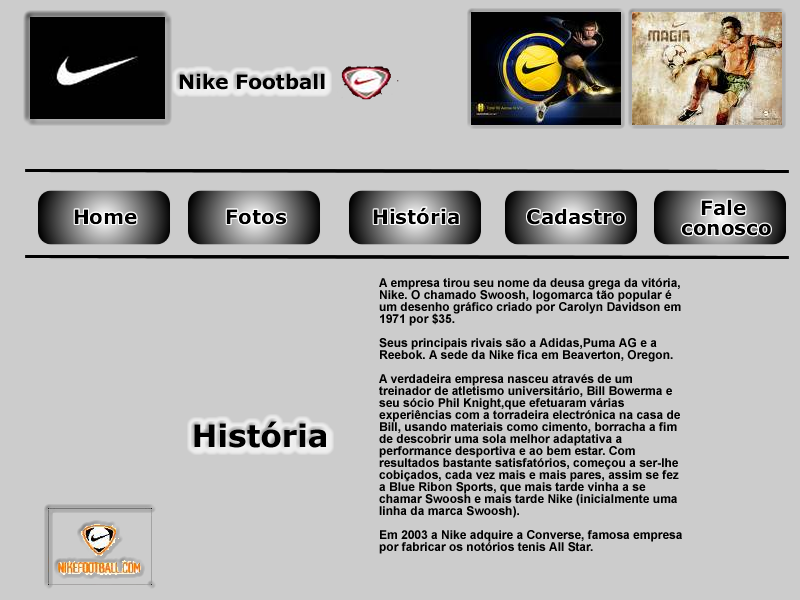 Nike Football
MAGIA
Home
Fotos
História
Cadastro
Fale
conosco
A empresa tirou seu nome da deusa grega da vitória,
Nike. O chamado Swoosh, logomarca tão popular é
um desenho gráfico criado por Carolyn Davidson em
1971 por $35.
Seus principais rivais são a Adidas,Puma AG e a
Reebok. A sede da Nike fica em Beaverton, Oregon.
A verdadeira empresa nasceu através de um
treinador de atletismo universitário, Bill Bowerma e
seu sócio Phil Knight,que efetuaram várias
experiências com a torradeira electrónica na casa de
Bill, usando materiais como cimento, borracha a fim
de descobrir uma sola melhor adaptativa a
performance desportiva e ao bem estar. Com
resultados bastante satisfatórios, começou a ser-lhe
cobiçados, cada vez mais e mais pares, assim se fez
a Blue Ribon Sports, que mais tarde vinha a se
chamar Swoosh e mais tarde Nike (inicialmente uma
linha da marca Swoosh).
Em 2003 a Nike adquire a Converse, famosa empresa
por fabricar os notórios tenis All Star.
História
NIKEFOOTBALL.COM